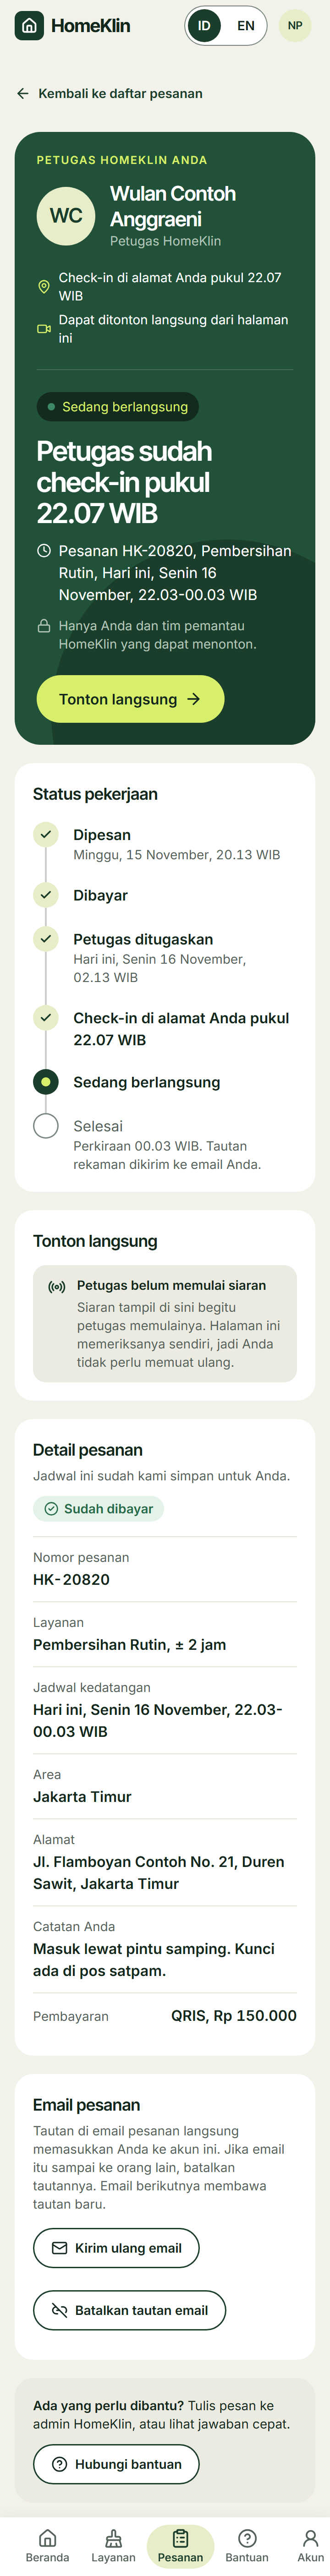 HomeKlin
ID EN NP
Kembali ke daftar pesanan
PETUGAS HOMEKLIN ANDA
WC
Wulan Contoh
Anggraeni
Petugas HomeKlin
Check-in di alamat Anda pukul 22.07
WIB
Dapat ditonton langsung dari halaman
ini
Sedang berlangsung
Petugas sudah
check-in pukul
22.07 WIB
Pesanan HK-20820, Pembersihan
Rutin, Hari ini, Senin 16
November, 22.03-00.03 WIB
Hanya Anda dan tim pemantau
HomeKlin yang dapat menonton.
Tonton langsung
Status pekerjaan
Dipesan
Minggu, 15 November, 20.13 WIB
Dibayar
Petugas ditugaskan
Hari ini, Senin 16 November,
02.13 WIB
Check-in di alamat Anda pukul
22.07 WIB
Sedang berlangsung
Selesai
Perkiraan 00.03 WIB. Tautan
rekaman dikirim ke email Anda.
Tonton langsung
Petugas belum memulai siaran
Siaran tampil di sini begitu
petugas memulainya. Halaman ini
memeriksanya sendiri, jadi Anda
tidak perlu memuat ulang.
Detail pesanan
Jadwal ini sudah kami simpan untuk Anda.
Sudah dibayar
Nomor pesanan
HK-20820
Layanan
Pembersihan Rutin, ± 2 jam
Jadwal kedatangan
Hari ini, Senin 16 November, 22.03-
00.03 WIB
Area
Jakarta Timur
Alamat
Jl. Flamboyan Contoh No. 21, Duren
Sawit, Jakarta Timur
Catatan Anda
Masuk lewat pintu samping. Kunci
ada di pos satpam.
Pembayaran QRIS, Rp 150.000
Email pesanan
Tautan di email pesanan langsung
memasukkan Anda ke akun ini. Jika email
itu sampai ke orang lain, batalkan
tautannya. Email berikutnya membawa
tautan baru.
Kirim ulang email
Batalkan tautan email
Ada yang perlu dibantu? Tulis pesan ke
admin HomeKlin, atau lihat jawaban cepat.
Hubungi bantuan
Beranda Layanan Pesanan Bantuan Akun